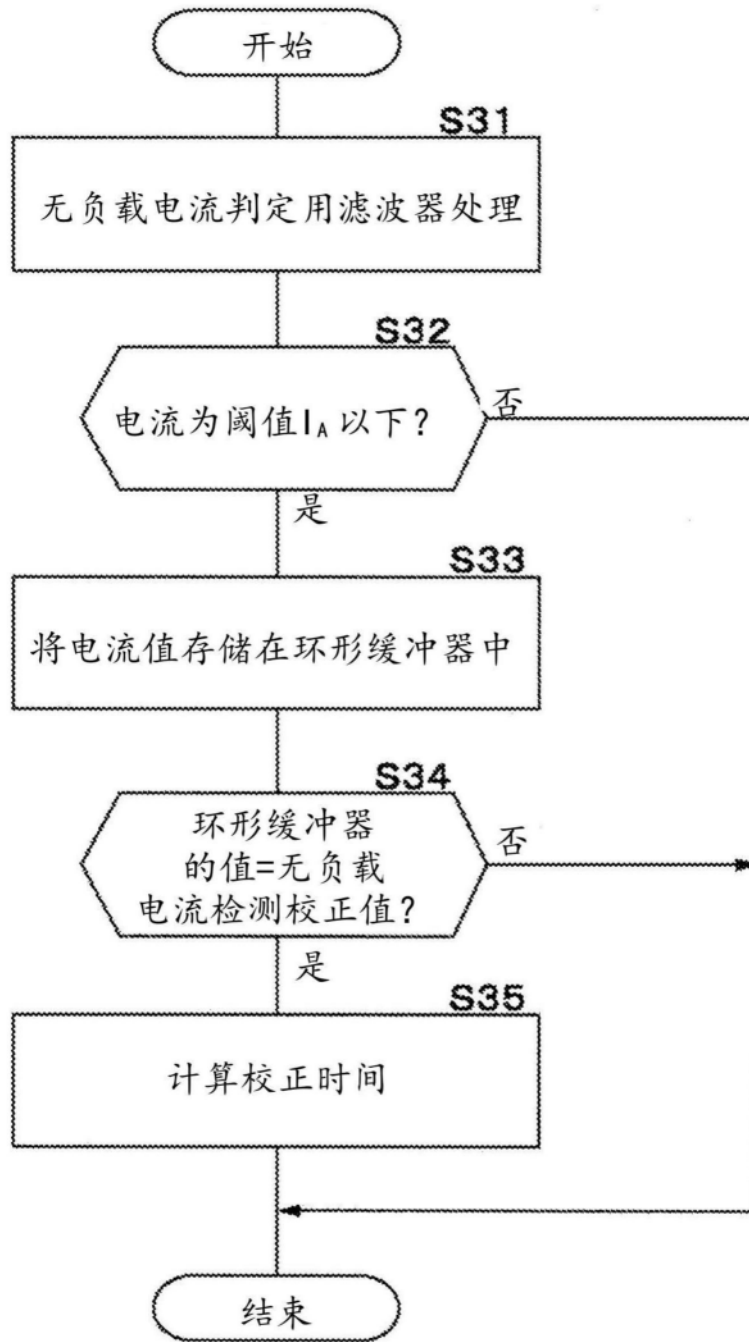 开始
S31
无负载电流判定用滤波器处理
S32
电流为阈值IA 以下?
否
是
S33
将电流值存储在环形缓冲器中
S34
环形缓冲器
的值=无负载
电流检测校正值?
否
是
S35
计算校正时间
结束